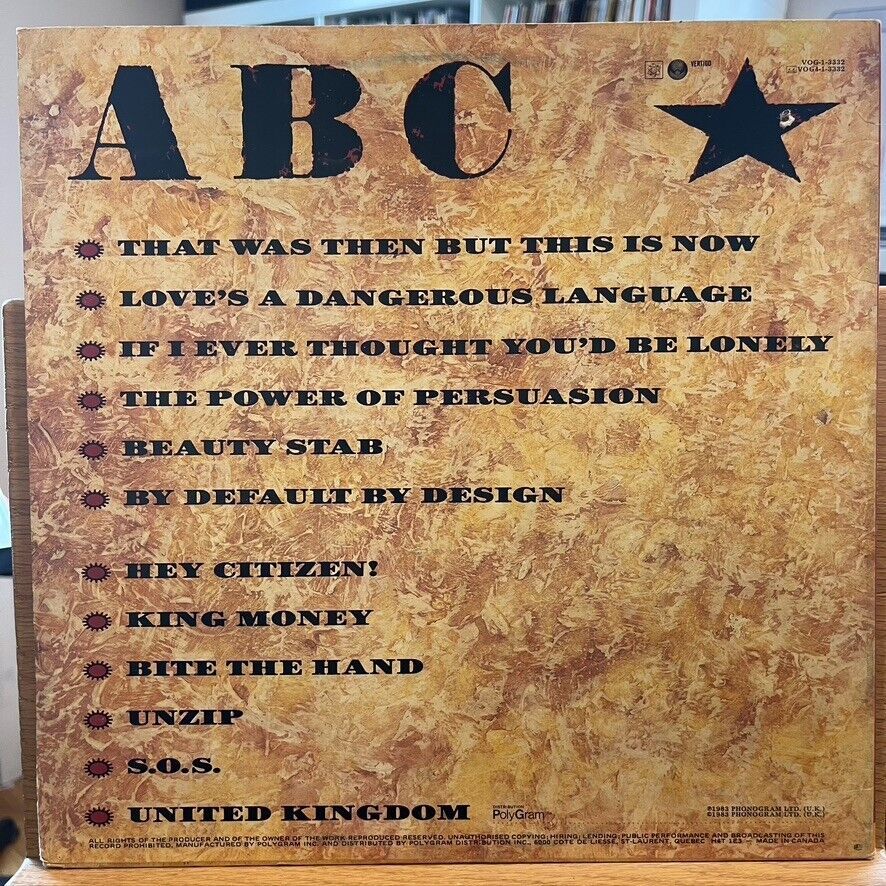 ABC
VERTIGO
VOG-1-3332
VOG4-1-3332
THAT WAS THEN BUT THIS IS NOW
LOVE'S A DANGEROUS LANGUAGE
IF I EVER THOUGHT YOU'D BE LONELY
THE POWER OF PERSUASION
BEAUTY STAB
BY DEFAULT BY DESIGN
HEY CITIZEN!
KING MONEY
BITE THE HAND
UNZIP
S.O.S.
UNITED KINGDOM
DISTRIBUTION
PolyGram
℗1983 PHONOGRAM LTD. (U.K.)
©1983 PHONOGRAM LTD. (U.K.)
ALL RIGHTS OF THE PRODUCER AND OF THE OWNER OF THE WORK REPRODUCED RESERVED. UNAUTHORISED COPYING; HIRING; LENDING; PUBLIC PERFORMANCE AND BROADCASTING OF THIS
RECORD PROHIBITED, MANUFACTURED BY POLYGRAM INC. AND DISTRIBUTED BY POLYGRAM DISTRIBUTION INC., 6000 COTE DE LIESSE, ST-LAURENT, QUEBEC H4T 1E3 — MADE IN CANADA